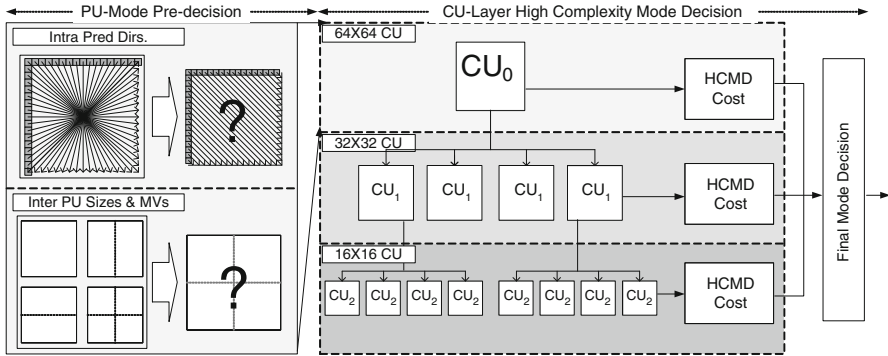 PU-Mode Pre-decision
CU-Layer High Complexity Mode Decision
Intra Pred Dirs.
?
Inter PU Sizes & MVs
?
64X64 CU
CU0
HCMD
Cost
32X32 CU
CU1
CU1
CU1
CU1
HCMD
Cost
16X16 CU
CU2
CU2
CU2
CU2
CU2
CU2
CU2
CU2
HCMD
Cost
Final Mode Decision